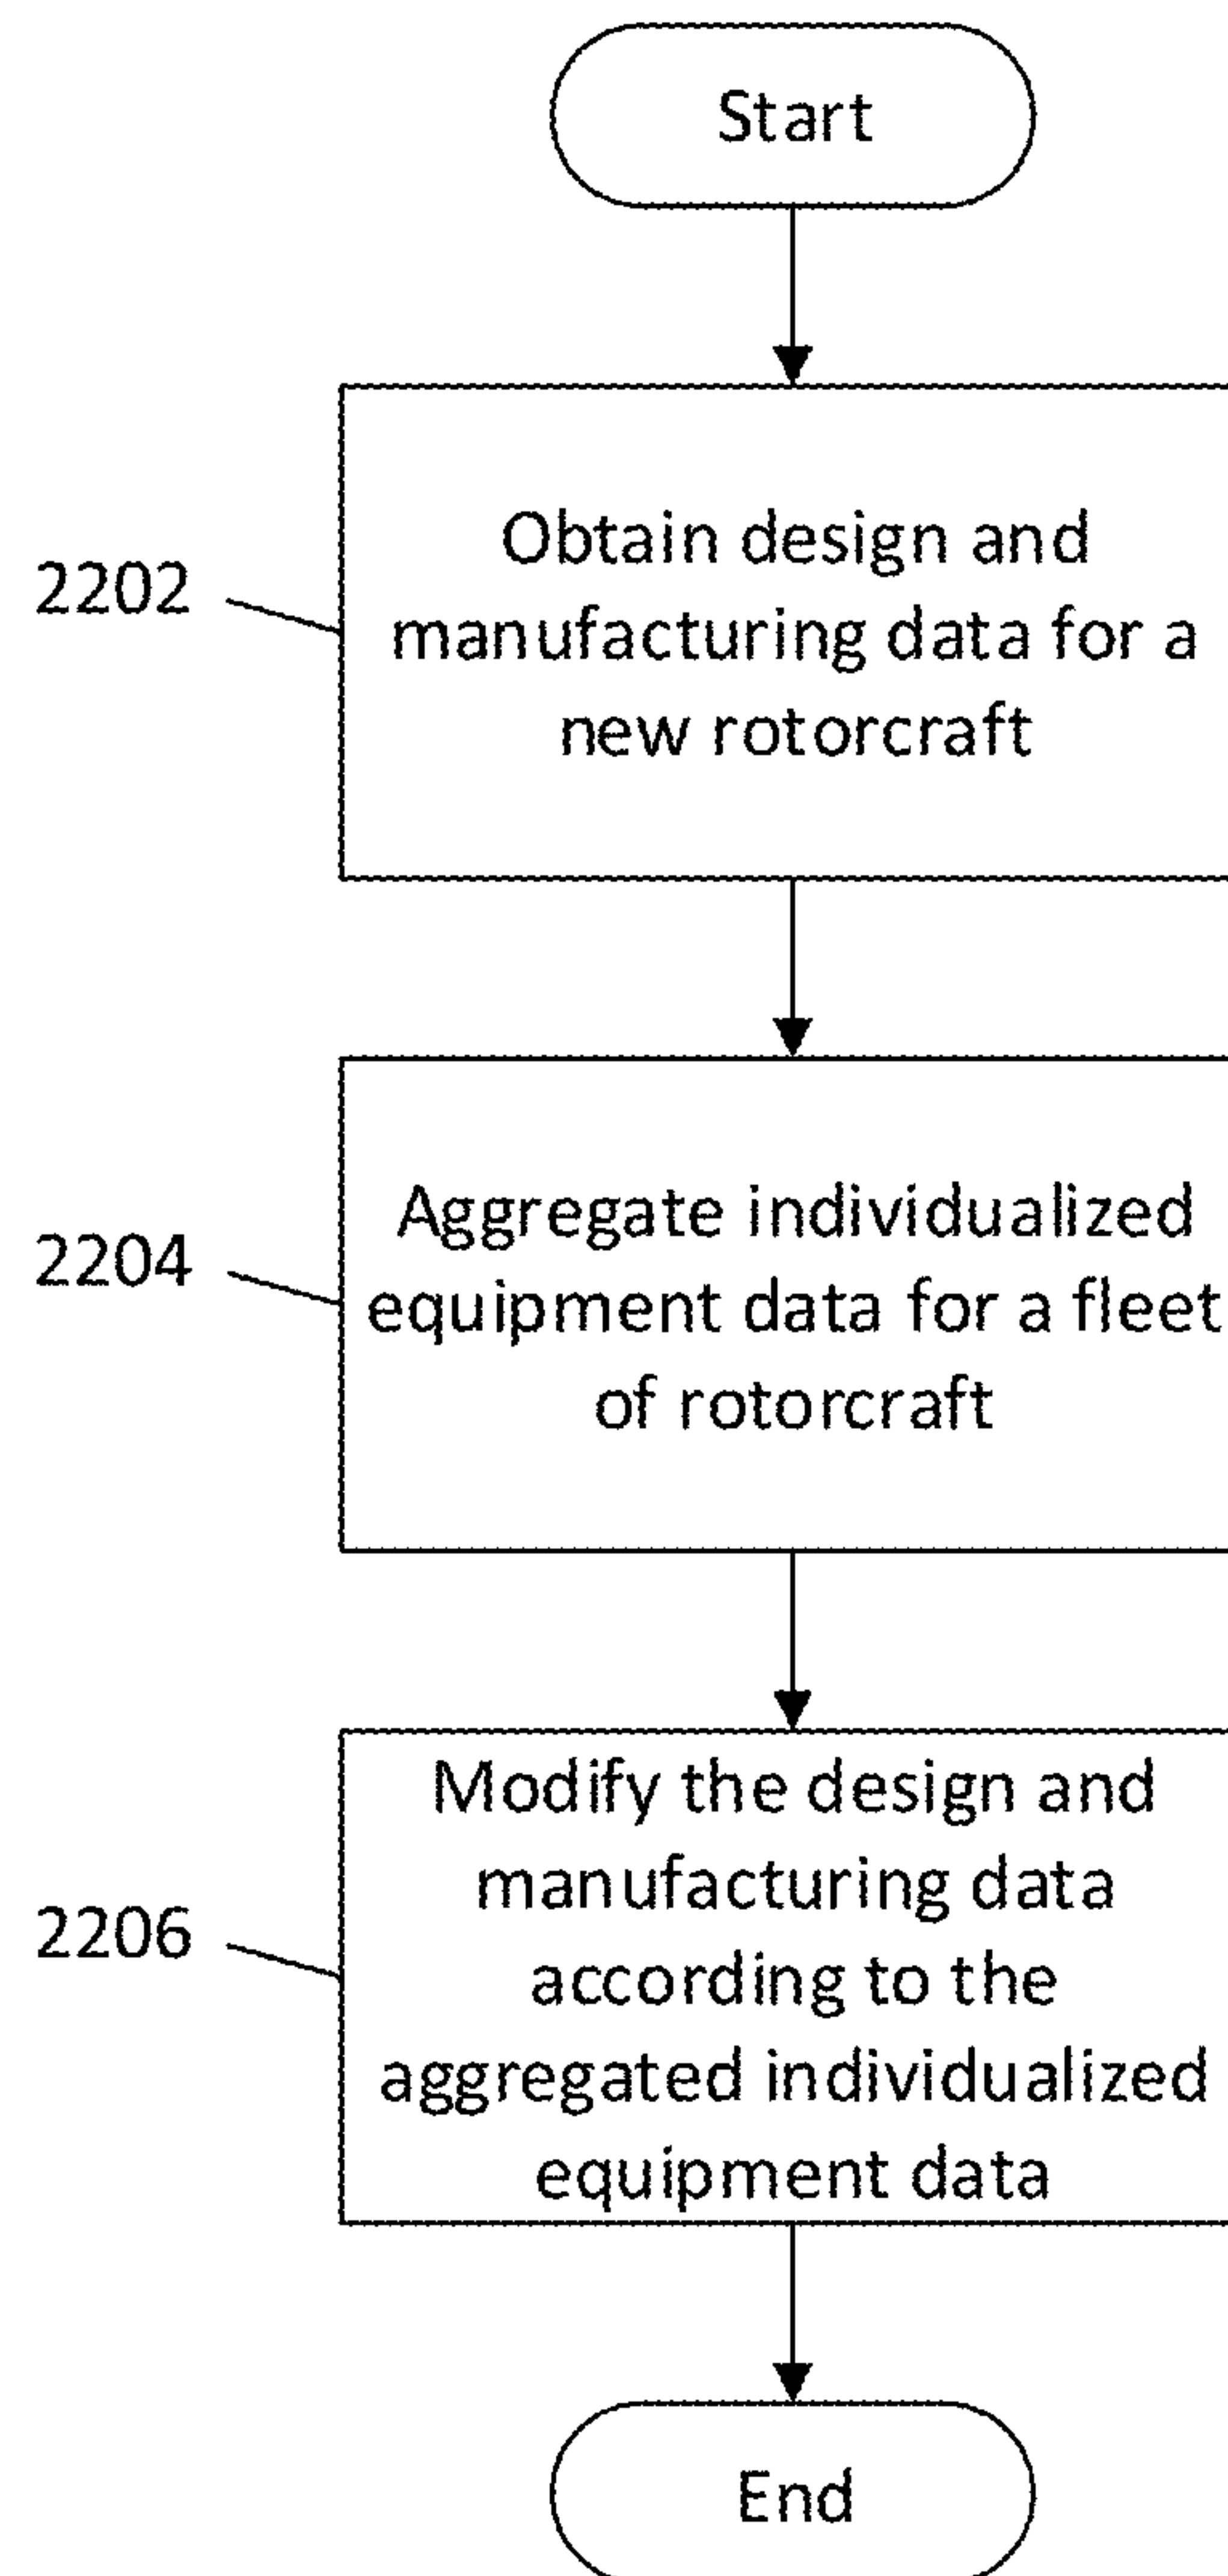 Start
Obtain design and
2202
manufacturing data for a
new rotorcraft
Aggregate individualized
2204
equipment data for a fleet
of rotorcraft
Modify the design and
manufacturing data
2206
according to the
aggregated individualized
equipment data
End